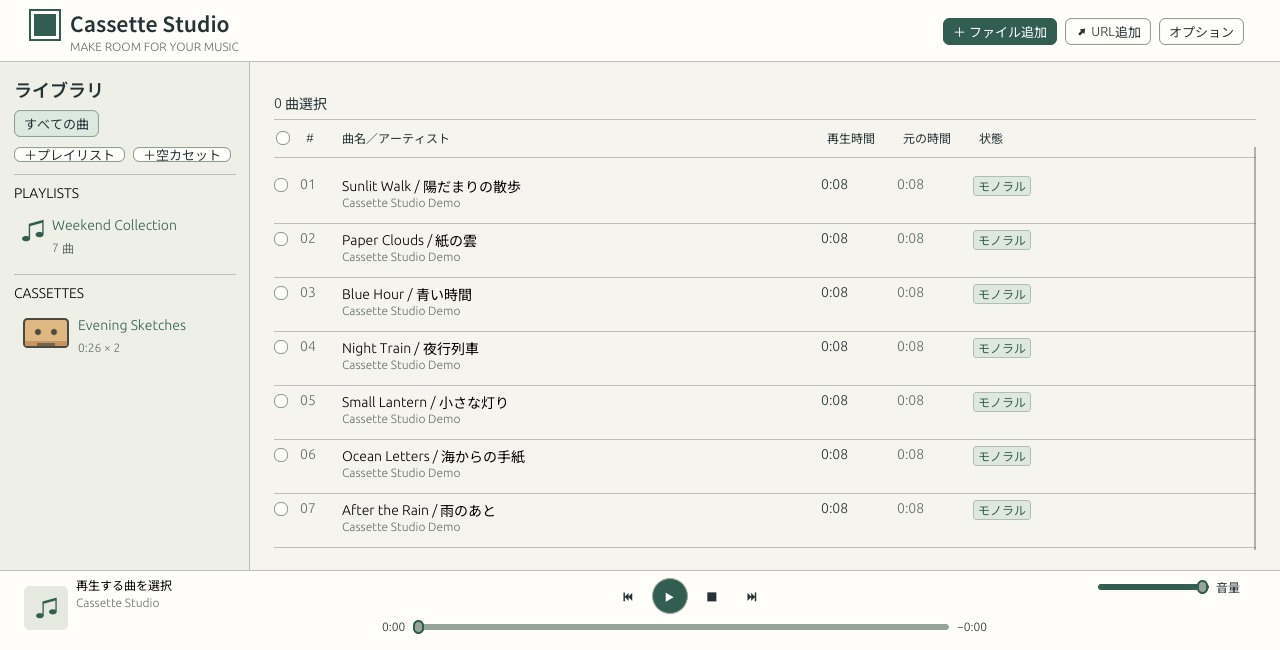 Cassette Studio
MAKE ROOM FOR YOUR MUSIC
＋ ファイル追加
⬈ URL追加
オプション
ライブラリ
すべての曲
＋プレイリスト
＋空カセット
PLAYLISTS
Weekend Collection
7 曲
CASSETTES
Evening Sketches
0:26 × 2
0 曲選択
# 曲名／アーティスト 再生時間 元の時間 状態
01 Sunlit Walk / 陽だまりの散歩 0:08 0:08 モノラル
Cassette Studio Demo
02 Paper Clouds / 紙の雲 0:08 0:08 モノラル
Cassette Studio Demo
03 Blue Hour / 青い時間 0:08 0:08 モノラル
Cassette Studio Demo
04 Night Train / 夜行列車 0:08 0:08 モノラル
Cassette Studio Demo
05 Small Lantern / 小さな灯り 0:08 0:08 モノラル
Cassette Studio Demo
06 Ocean Letters / 海からの手紙 0:08 0:08 モノラル
Cassette Studio Demo
07 After the Rain / 雨のあと 0:08 0:08 モノラル
Cassette Studio Demo
再生する曲を選択
Cassette Studio
0:00
−0:00
音量